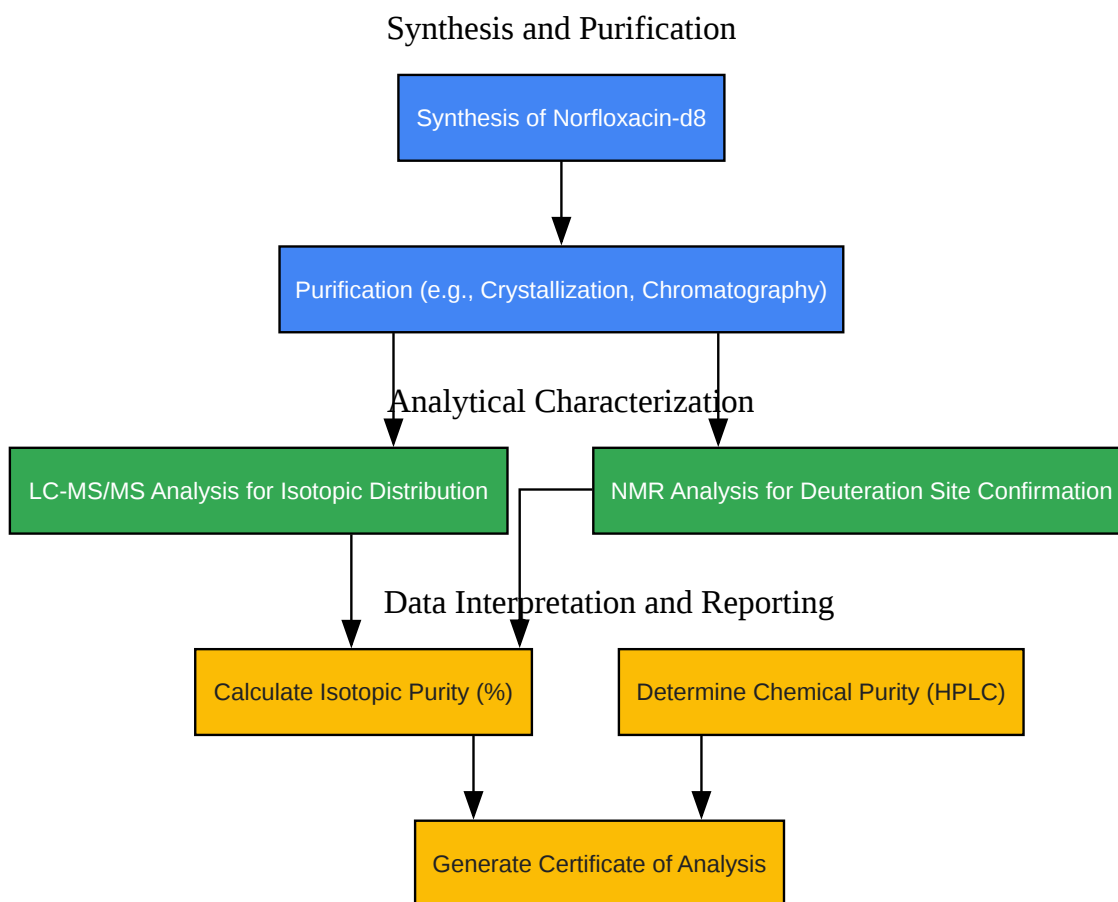 Synthesis and Purification
Synthesis of Norfloxacin-d8
Purification (e.g., Crystallization, Chromatography)
Analytical Characterization
LC-MS/MS Analysis for Isotopic Distribution
NMR Analysis for Deuteration Site Confirmation
Data Interpretation and Reporting
Calculate Isotopic Purity (%)
Determine Chemical Purity (HPLC)
Generate Certificate of Analysis